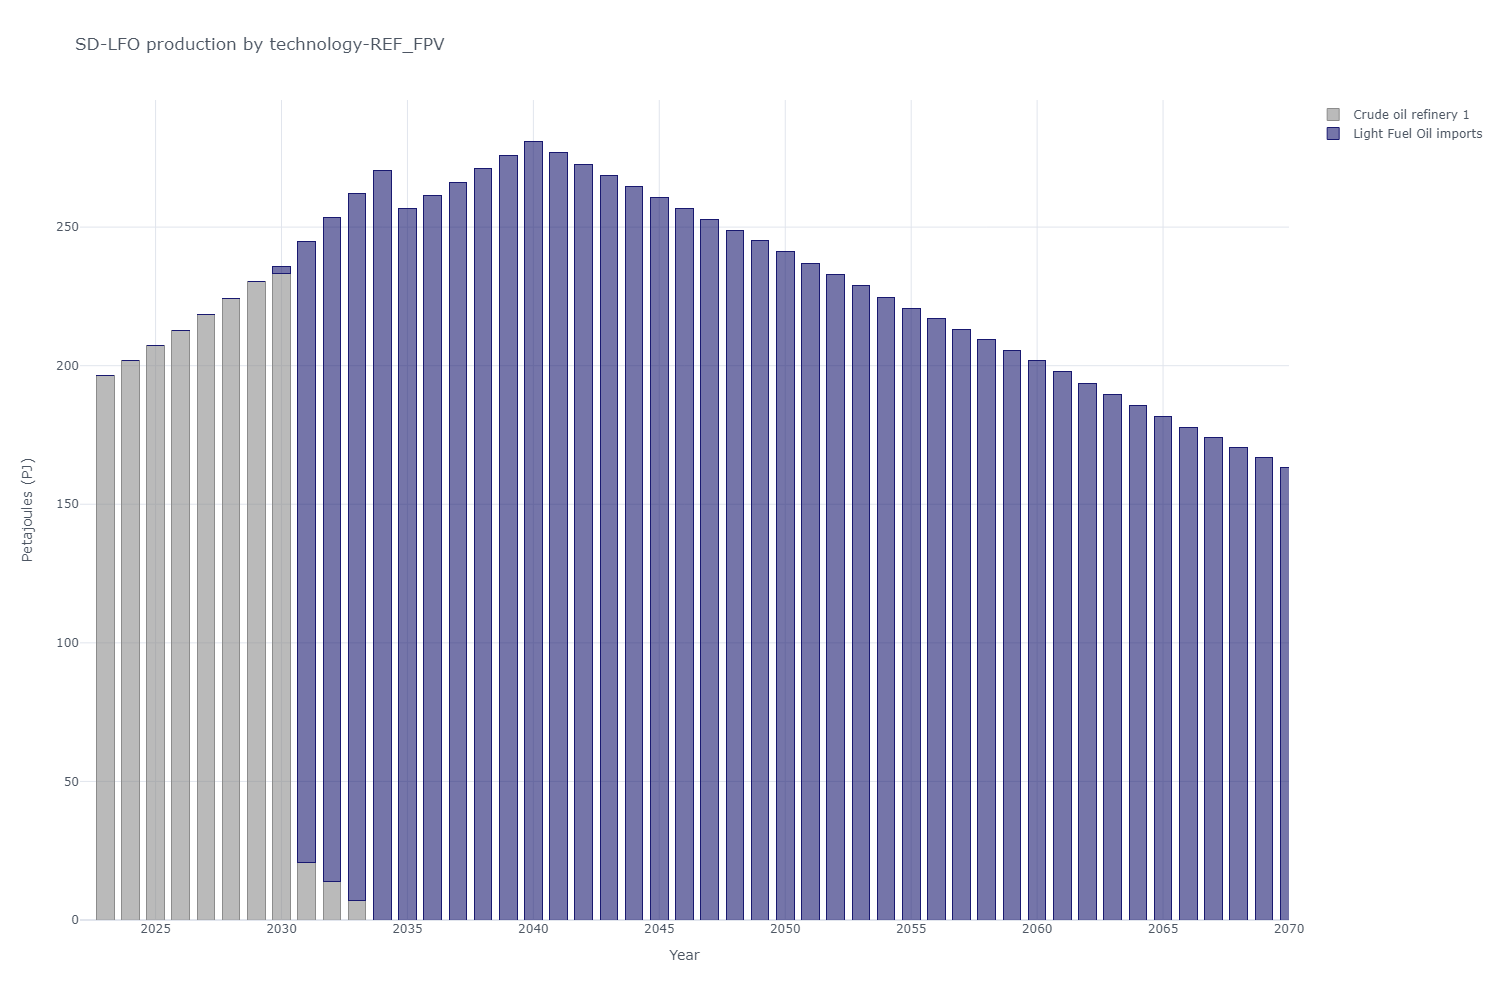 SD-LFO production by technology-REF_FPV
Crude oil refinery 1
Light Fuel Oil imports
Petajoules (PJ)
250
200
150
100
50
0
2025 2030 2035 2040 2045 2050 2055 2060 2065 2070
Year